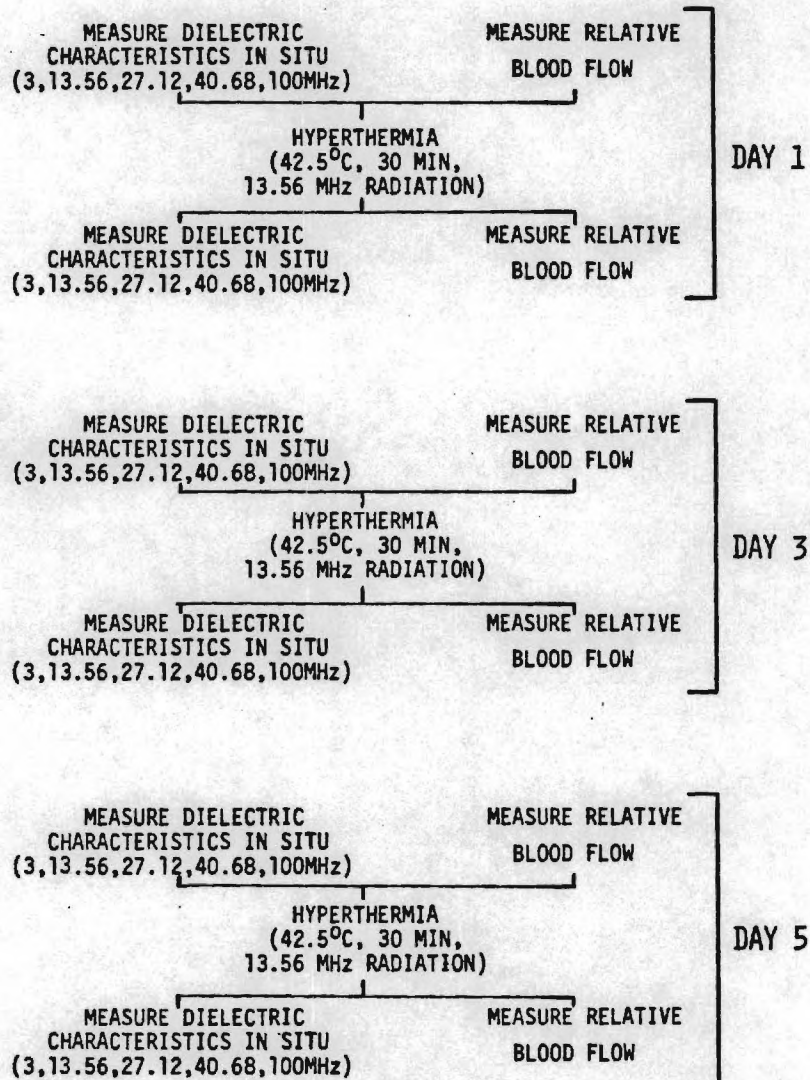 MEASURE DIELECTRIC
CHARACTERISTICS IN SITU
(3,13.56,27.12,40.68,100MHz)
MEASURE RELATIVE
BLOOD FLOW
HYPERTHERMIA
(42.5°C, 30 MIN,
13.56 MHz RADIATION)
MEASURE DIELECTRIC
CHARACTERISTICS IN SITU
(3,13.56,27.12,40.68,100MHz)
MEASURE RELATIVE
BLOOD FLOW
DAY 1
MEASURE DIELECTRIC
CHARACTERISTICS IN SITU
(3,13.56,27.12,40.68,100MHz)
MEASURE RELATIVE
BLOOD FLOW
HYPERTHERMIA
(42.5°C, 30 MIN,
13.56 MHz RADIATION)
MEASURE DIELECTRIC
CHARACTERISTICS IN SITU
(3,13.56,27.12,40.68,100MHz)
MEASURE RELATIVE
BLOOD FLOW
DAY 3
MEASURE DIELECTRIC
CHARACTERISTICS IN SITU
(3,13.56,27.12,40.68,100MHz)
MEASURE RELATIVE
BLOOD FLOW
HYPERTHERMIA
(42.5°C, 30 MIN,
13.56 MHz RADIATION)
MEASURE DIELECTRIC
CHARACTERISTICS IN SITU
(3,13.56,27.12,40.68,100MHz)
MEASURE RELATIVE
BLOOD FLOW
DAY 5